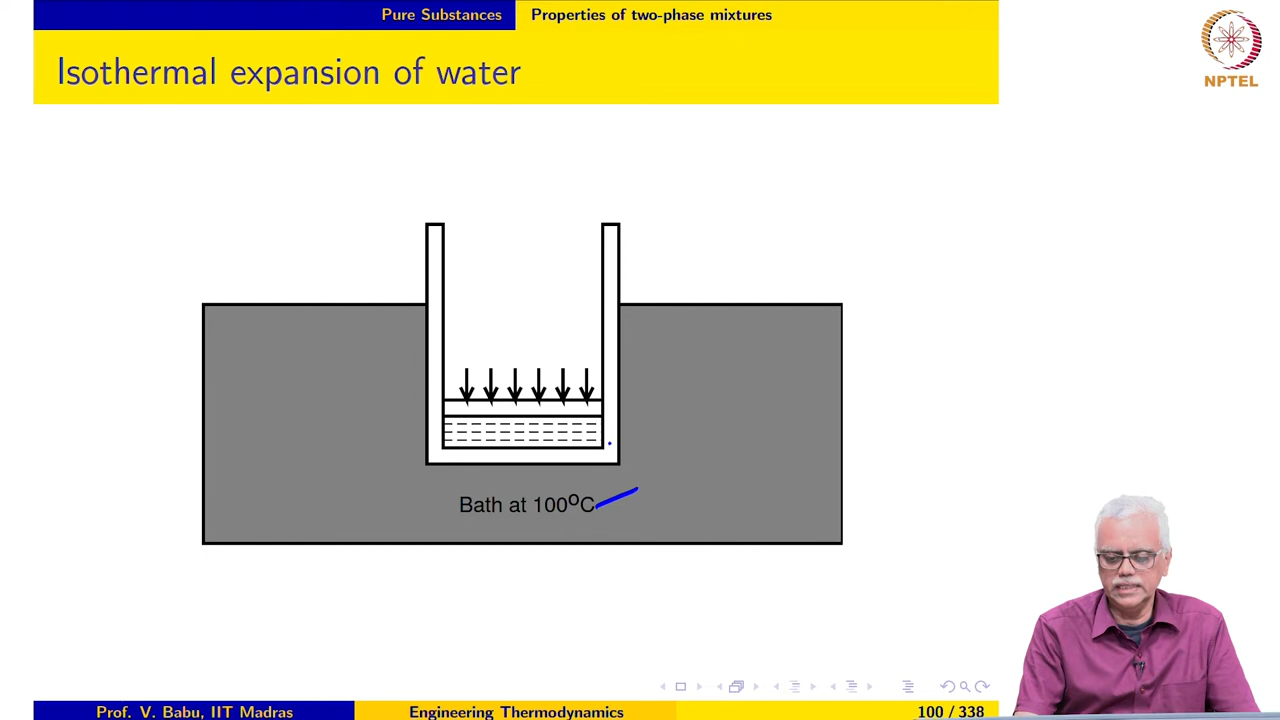 Pure Substances
Properties of two-phase mixtures
Isothermal expansion of water
NPTEL
Bath at 100°C
Prof. V. Babu, IIT Madras
Engineering Thermodynamics
100 / 338